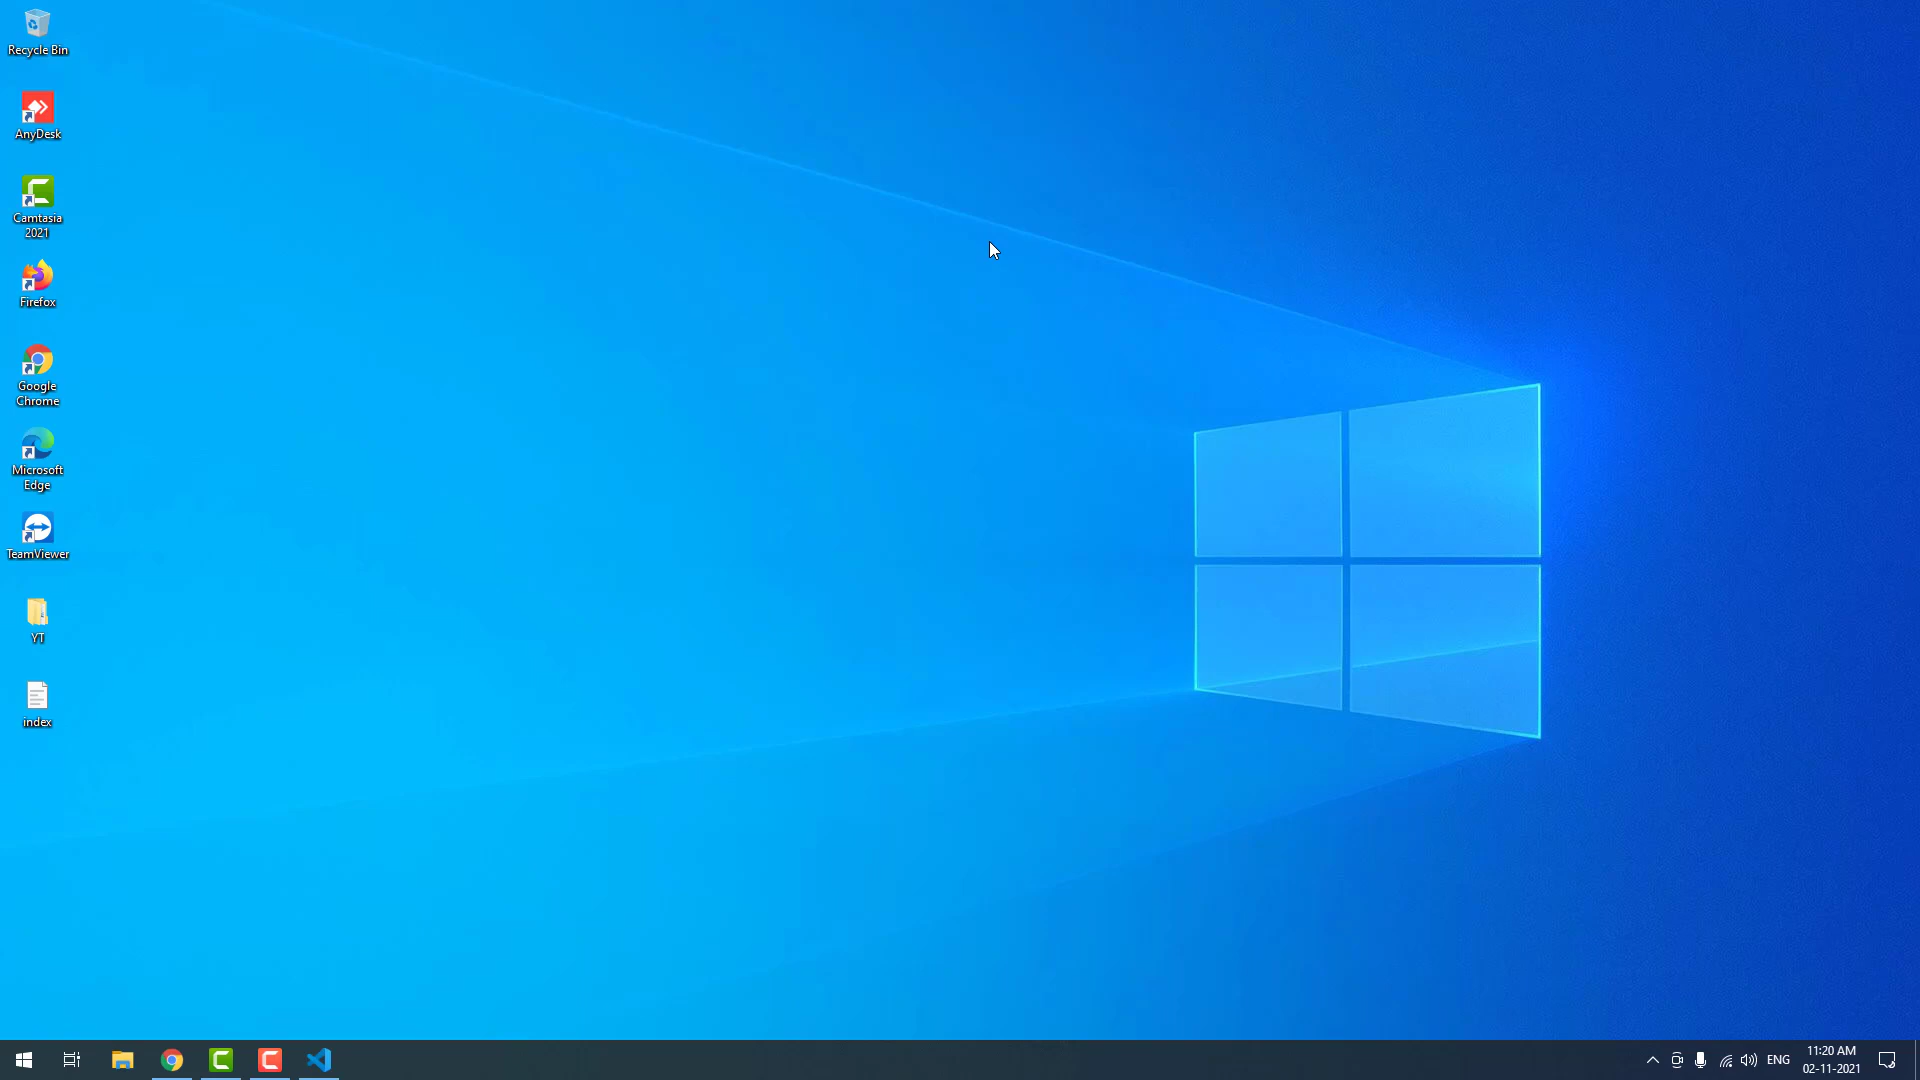 Recycle Bin
AnyDesk
Camtasia
2021
Firefox
Google
Chrome
Microsoft
Edge
TeamViewer
YT
index
ENG
11:20 AM
02-11-2021